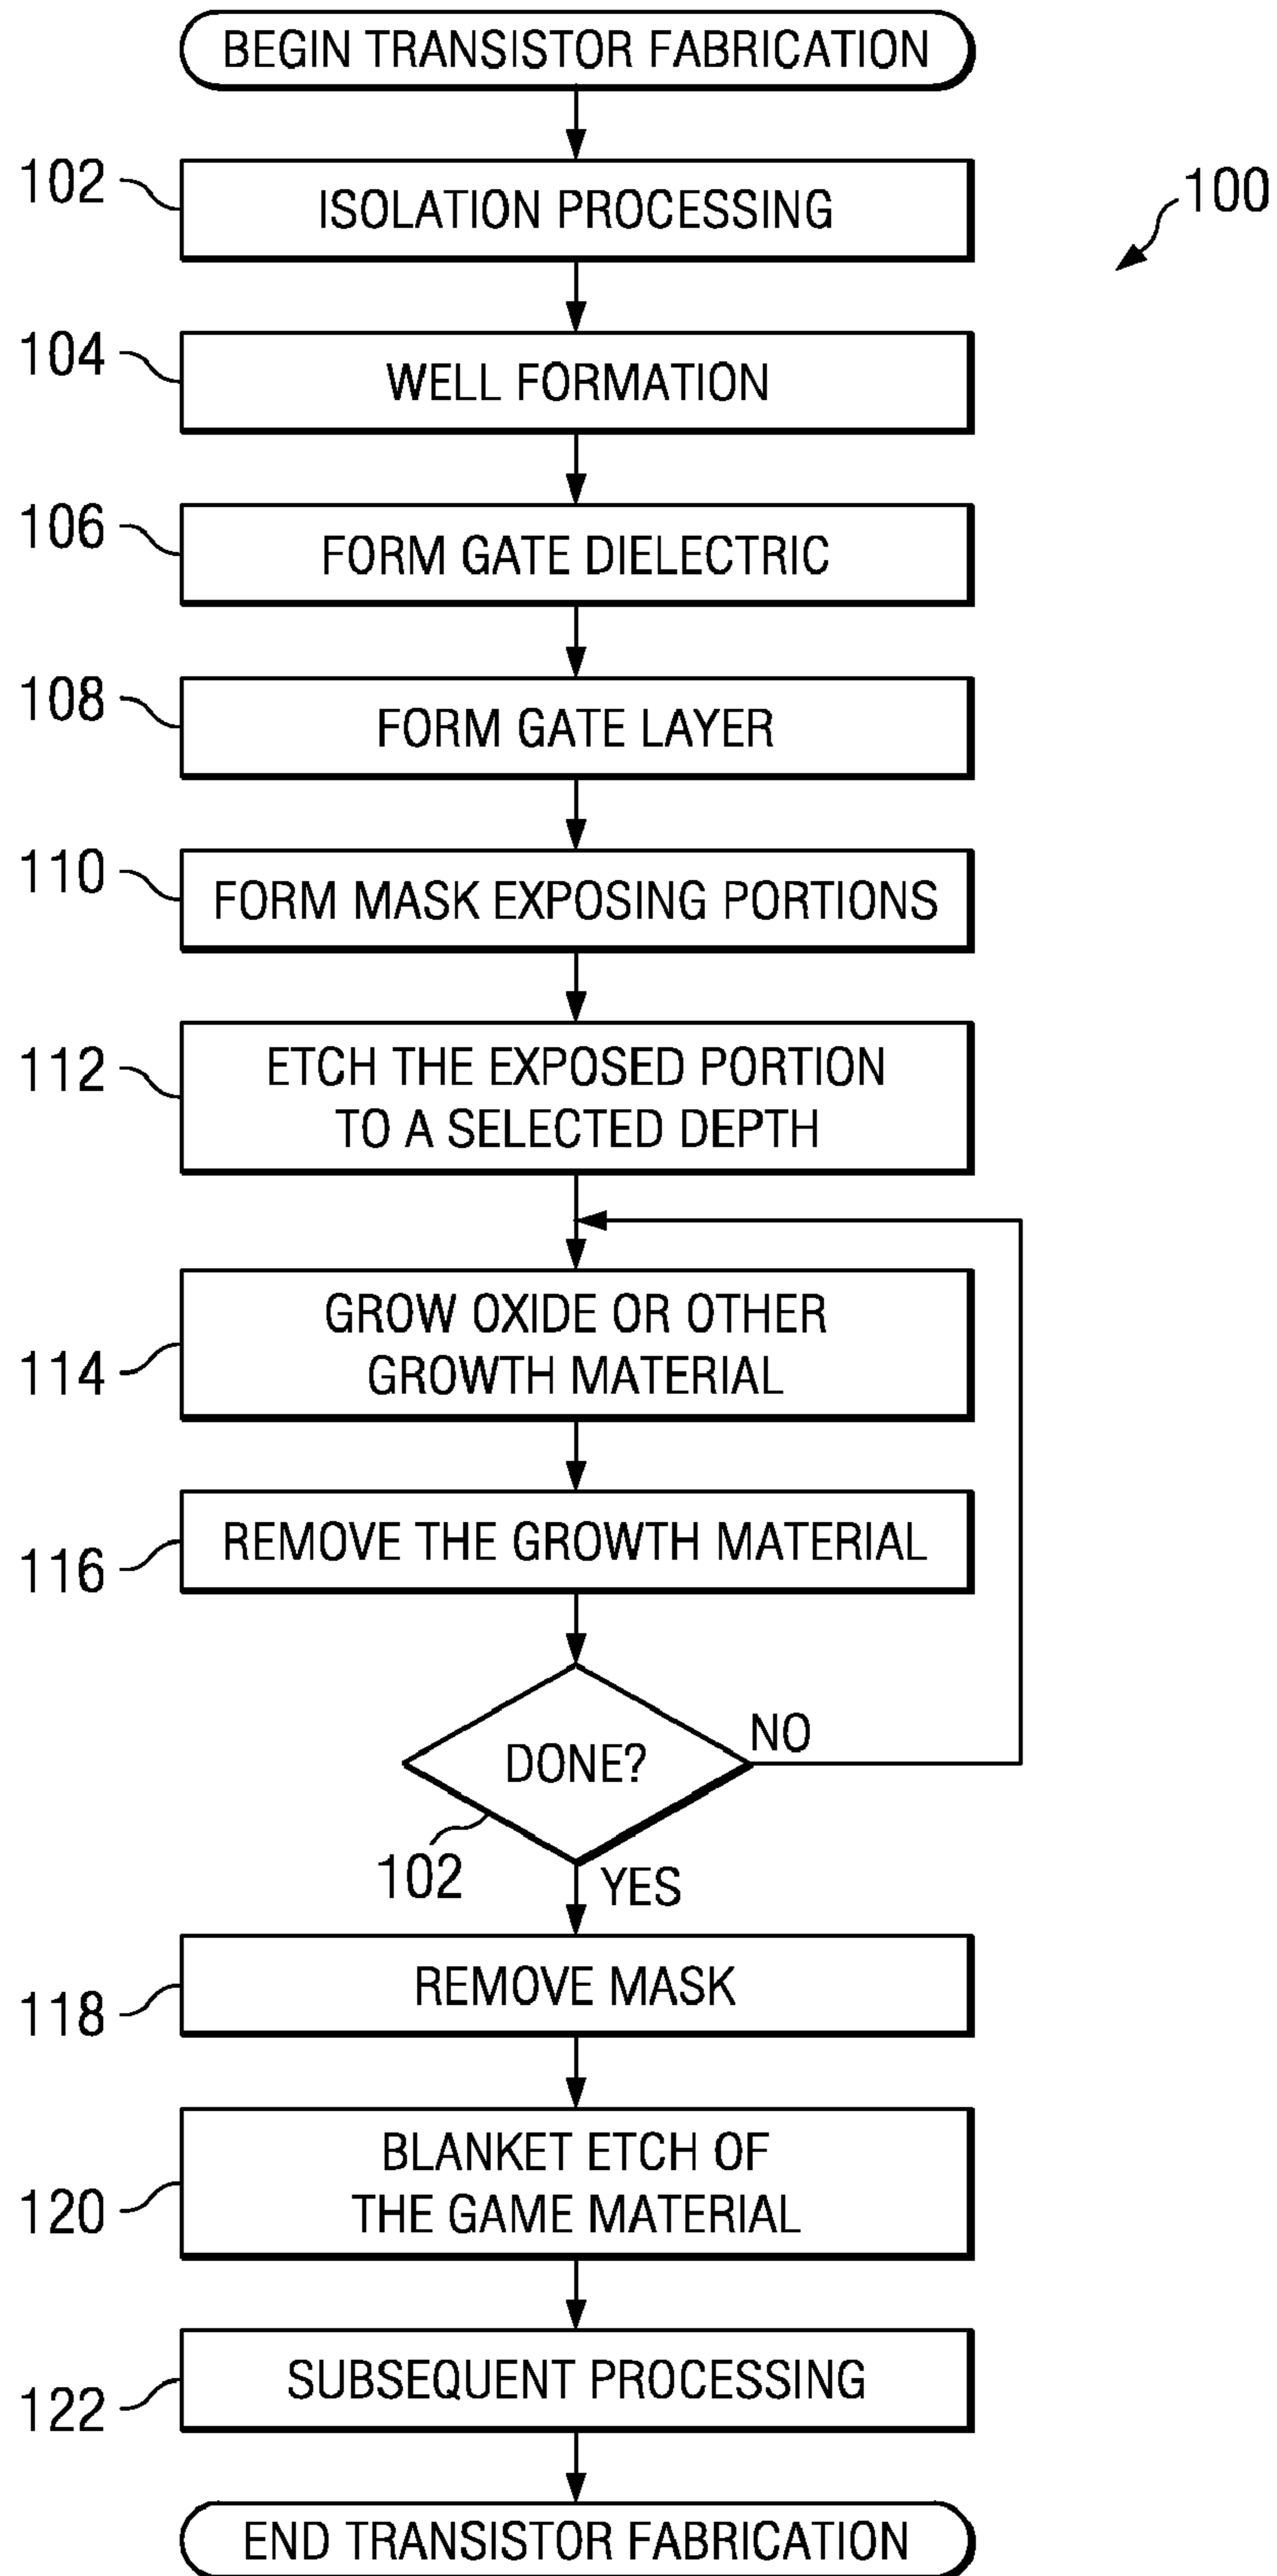 BEGIN TRANSISTOR FABRICATION
102
ISOLATION PROCESSING
100
104
WELL FORMATION
106
FORM GATE DIELECTRIC
108
FORM GATE LAYER
110
FORM MASK EXPOSING PORTIONS
112
ETCH THE EXPOSED PORTION
TO A SELECTED DEPTH
114
GROW OXIDE OR OTHER
GROWTH MATERIAL
116
REMOVE THE GROWTH MATERIAL
DONE?
NO
102
YES
118
REMOVE MASK
120
BLANKET ETCH OF
THE GAME MATERIAL
122
SUBSEQUENT PROCESSING
END TRANSISTOR FABRICATION